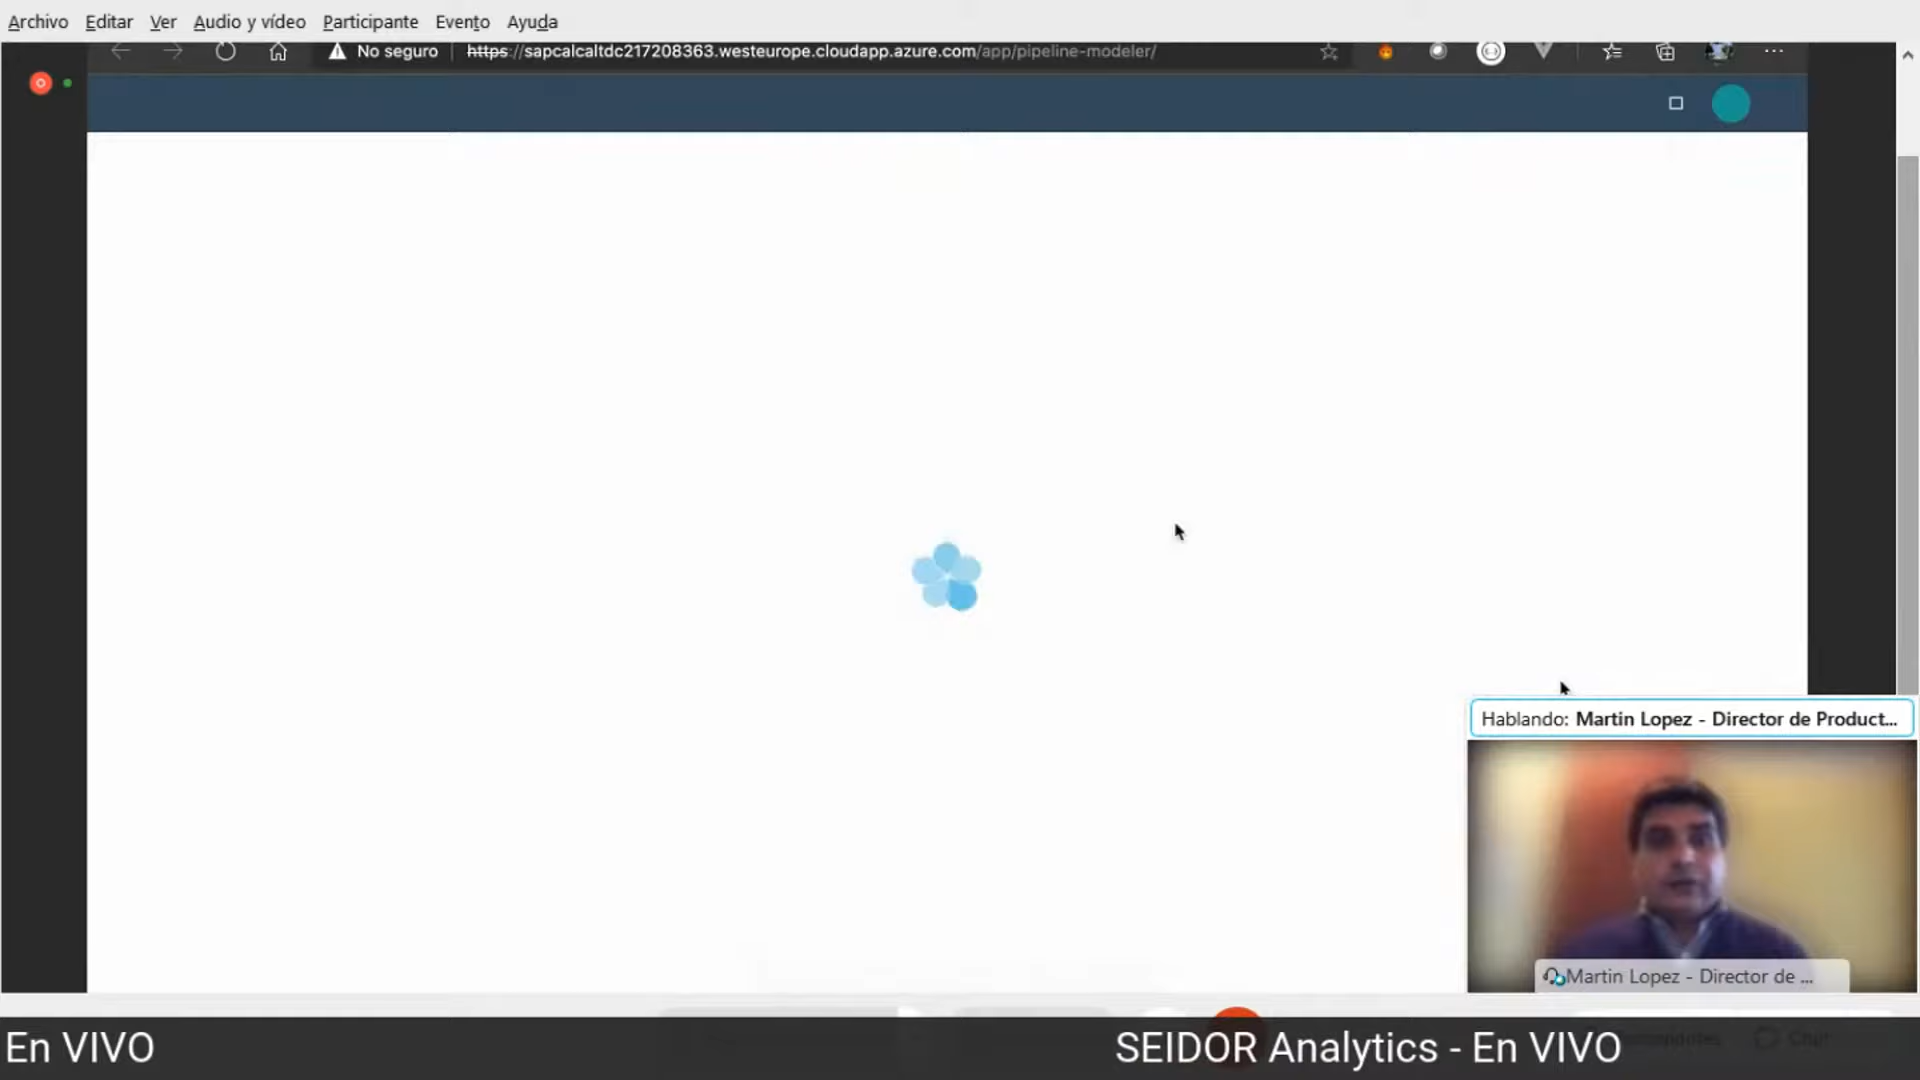 Archivo Editar Ver Audio y vídeo Participante Evento Ayuda
No seguro https://sapcalcaltdc217208363.westeurope.cloudapp.azure.com/app/pipeline-modeler/
Hablando: Martin Lopez - Director de Product...
Martin Lopez - Director de ...
En VIVO
SEIDOR Analytics - En VIVO
Chat